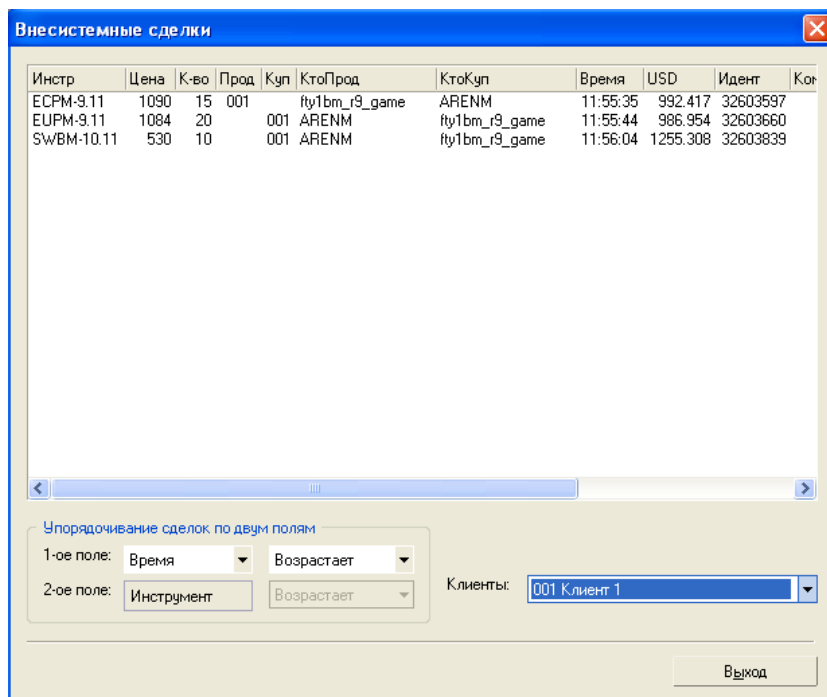 Внесистемные сделки
Инстр Цена К-во Прод Куп КтоПрод КтоКуп Время USD Идент Ком
ECPM-9.11 1090 15 001 fty1bm_r9_game ARENM 11:55:35 992.417 32603597
EUPM-9.11 1084 20 001 ARENM fty1bm_r9_game 11:55:44 986.954 32603660
SWBM-10.11 530 10 001 ARENM fty1bm_r9_game 11:56:04 1255.308 32603839
Упорядочивание сделок по двум полям
1-ое поле: Время Возрастает
2-ое поле: Инструмент Возрастает
Клиенты: 001 Клиент 1
Выход